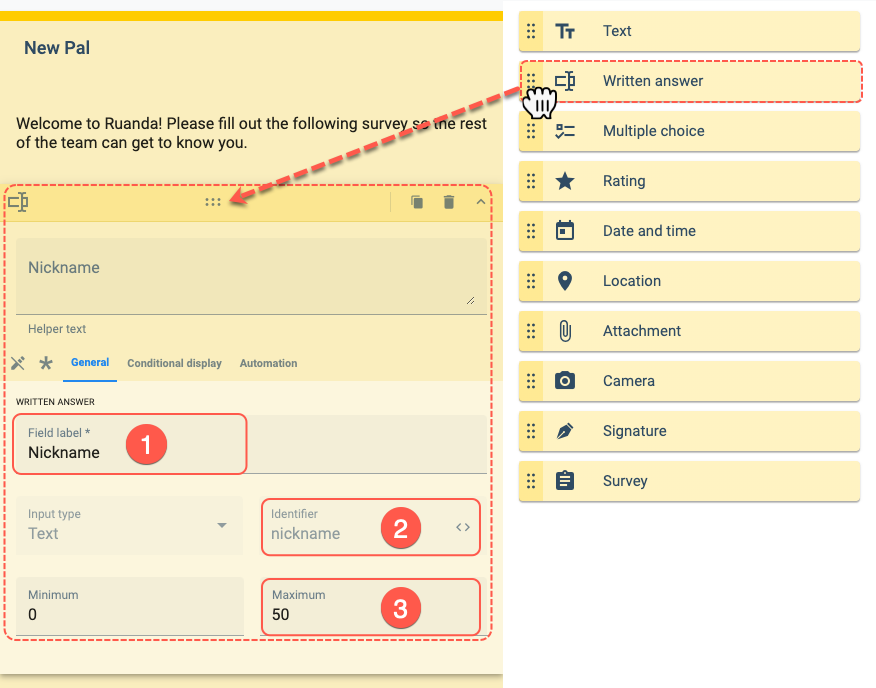 New Pal
Welcome to Ruanda! Please fill out the following survey so the rest
of the team can get to know you.
Nickname
Helper text
General
Conditional display
Automation
WRITTEN ANSWER
Field label *
Nickname
1
Input type
Text
Identifier
nickname
2
<>
Minimum
0
Maximum
50
3
Tт Text
Written answer
Multiple choice
Rating
Date and time
Location
Attachment
Camera
Signature
Survey